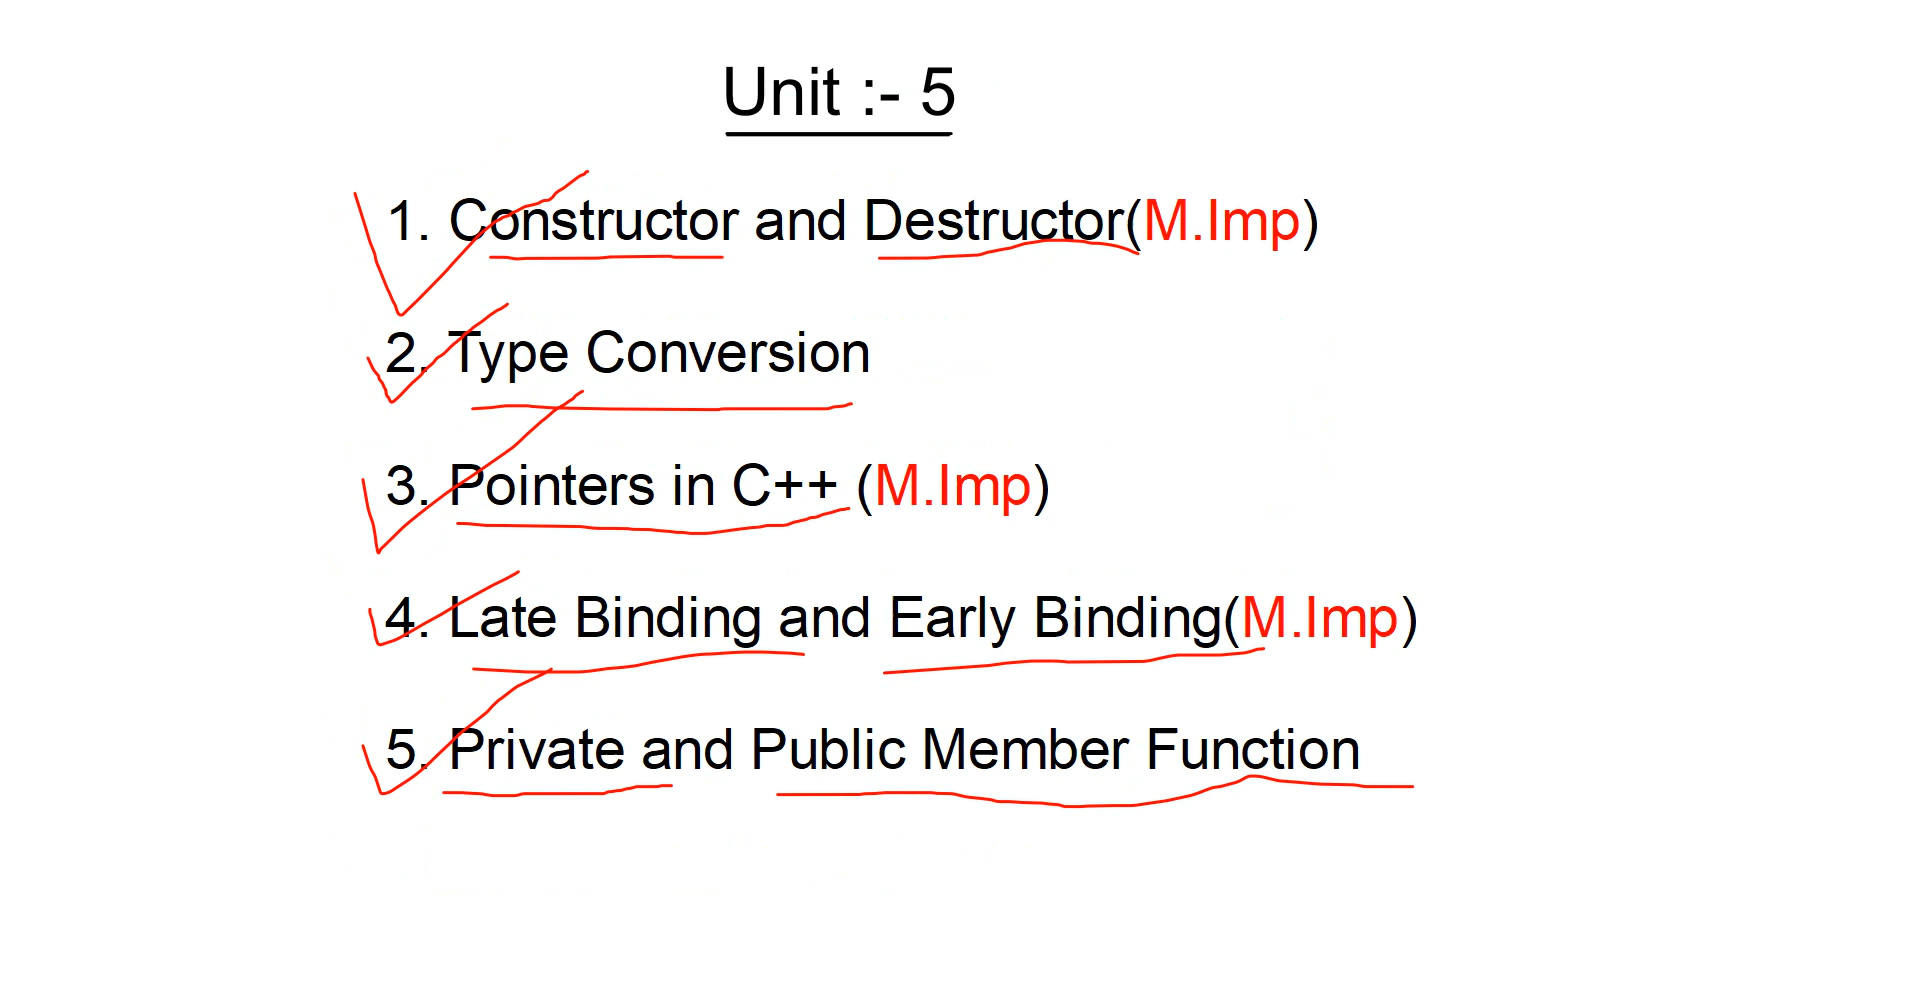 Unit :- 5
1. Constructor and Destructor(M.Imp)
2. Type Conversion
3. Pointers in C++ (M.Imp)
4. Late Binding and Early Binding(M.Imp)
5. Private and Public Member Function